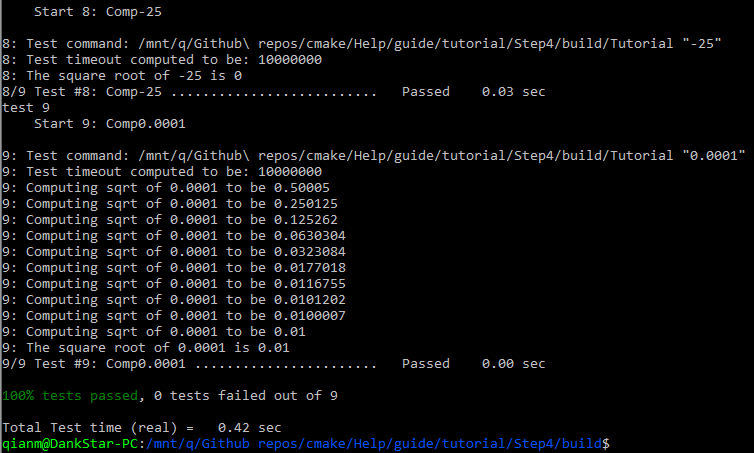 Start 8: Comp-25
8: Test command: /mnt/q/Github\ repos/cmake/Help/guide/tutorial/Step4/build/Tutorial "-25"
8: Test timeout computed to be: 10000000
8: The square root of -25 is 0
8/9 Test #8: Comp-25 ..........................   Passed    0.03 sec
test 9
Start 9: Comp0.0001
9: Test command: /mnt/q/Github\ repos/cmake/Help/guide/tutorial/Step4/build/Tutorial "0.0001"
9: Test timeout computed to be: 10000000
9: Computing sqrt of 0.0001 to be 0.50005
9: Computing sqrt of 0.0001 to be 0.250125
9: Computing sqrt of 0.0001 to be 0.125262
9: Computing sqrt of 0.0001 to be 0.0630304
9: Computing sqrt of 0.0001 to be 0.0323084
9: Computing sqrt of 0.0001 to be 0.0177018
9: Computing sqrt of 0.0001 to be 0.0116755
9: Computing sqrt of 0.0001 to be 0.0101202
9: Computing sqrt of 0.0001 to be 0.0100007
9: Computing sqrt of 0.0001 to be 0.01
9: The square root of 0.0001 is 0.01
9/9 Test #9: Comp0.0001 .......................   Passed    0.00 sec
100% tests passed, 0 tests failed out of 9
Total Test time (real) =   0.42 sec
qianm@DankStar-PC:/mnt/q/Github repos/cmake/Help/guide/tutorial/Step4/build$